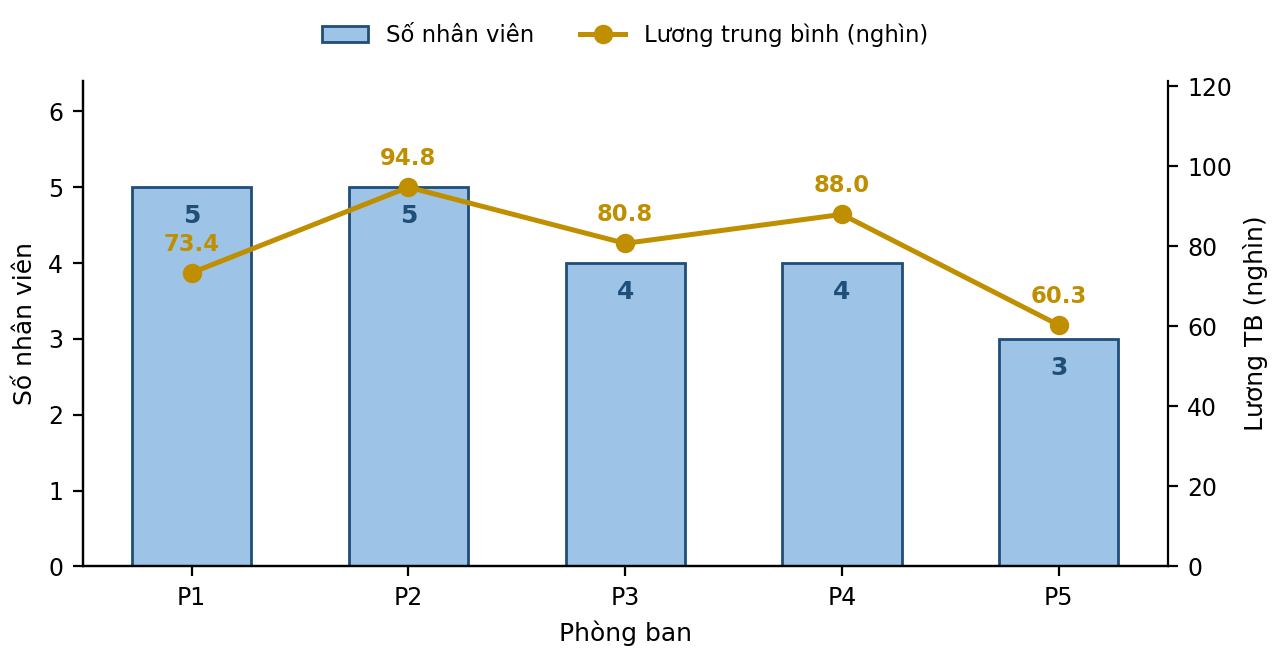 Số nhân viên
Lương trung bình (nghìn)
Số nhân viên
6
5
4
3
2
1
0
120
100
80
60
40
20
0
Lương TB (nghìn)
5
73.4
94.8
5
80.8
4
88.0
4
60.3
3
P1
P2
P3
P4
P5
Phòng ban